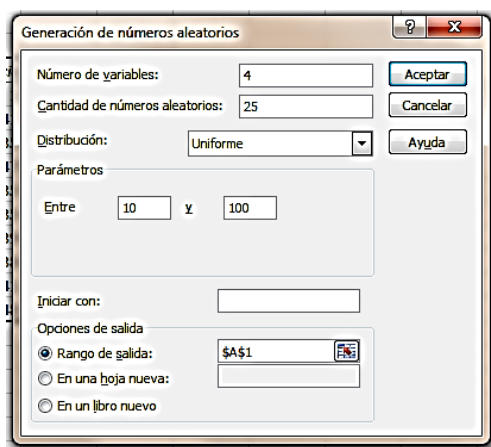 Generación de números aleatorios
Número de variables: 4 Aceptar
Cantidad de números aleatorios: 25 Cancelar
Distribución: Uniforme Ayuda
Parámetros
Entre 10 y 100
Iniciar con:
Opciones de salida
Rango de salida: $A$1
En una hoja nueva:
En un libro nuevo